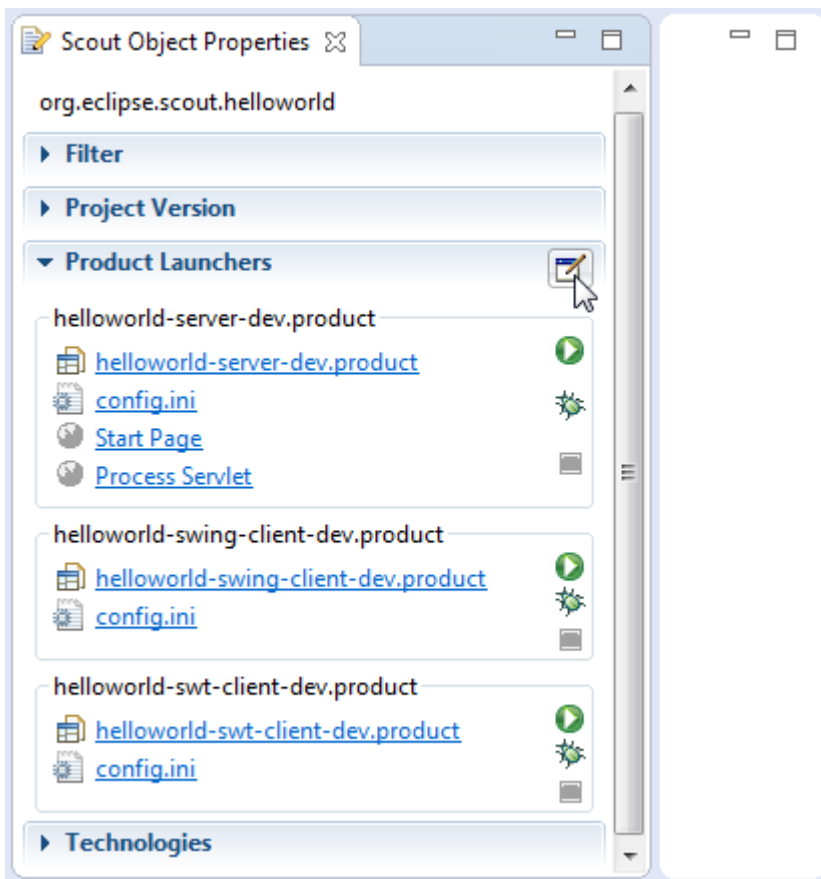 Scout Object Properties
org.eclipse.scout.helloworld
Filter
Project Version
Product Launchers
helloworld-server-dev.product
helloworld-server-dev.product
config.ini
Start Page
Process Servlet
helloworld-swing-client-dev.product
helloworld-swing-client-dev.product
config.ini
helloworld-swt-client-dev.product
helloworld-swt-client-dev.product
config.ini
Technologies